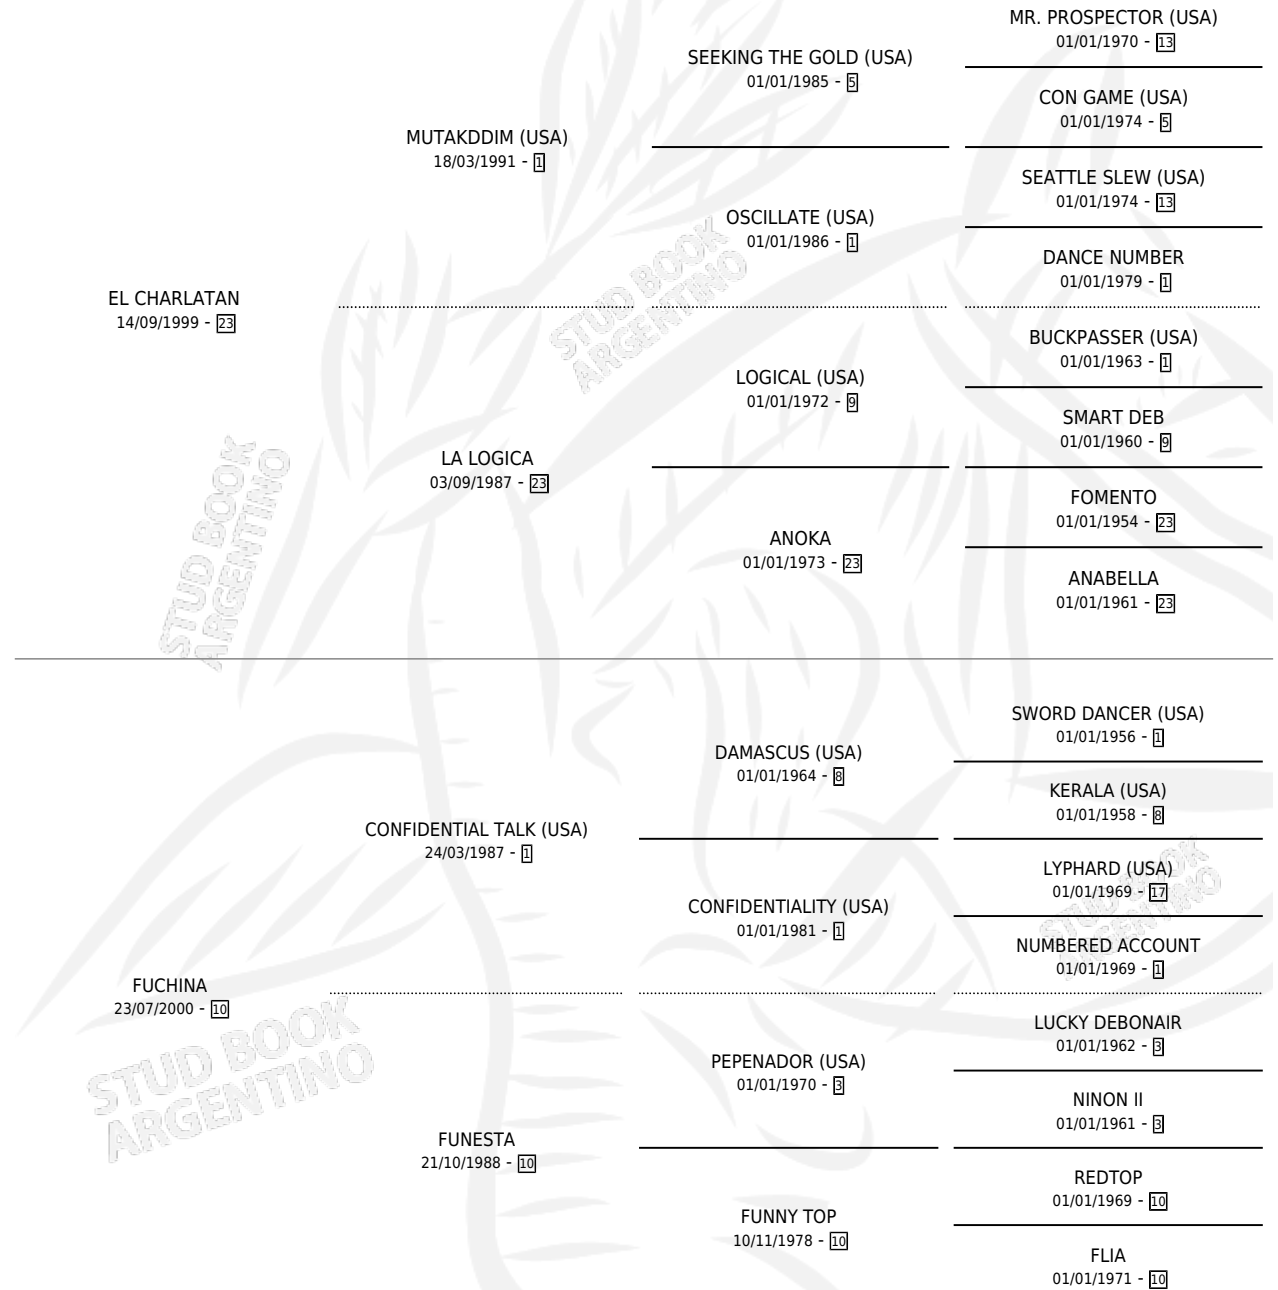 MR. PROSPECTOR (USA)
01/01/1970 - 13
SEEKING THE GOLD (USA)
01/01/1985 - 5
CON GAME (USA)
01/01/1974 - 5
MUTAKDDIM (USA)
18/03/1991 - 1
SEATTLE SLEW (USA)
01/01/1974 - 13
OSCILLATE (USA)
01/01/1986 - 1
DANCE NUMBER
01/01/1979 - 1
EL CHARLATAN
14/09/1999 - 23
BUCKPASSER (USA)
01/01/1963 - 1
LOGICAL (USA)
01/01/1972 - 9
SMART DEB
01/01/1960 - 9
LA LOGICA
03/09/1987 - 23
FOMENTO
01/01/1954 - 23
ANOKA
01/01/1973 - 23
ANABELLA
01/01/1961 - 23
STUD BOOK
ARGENTINO
STUD BOOK
ARGENTINO
SWORD DANCER (USA)
01/01/1956 - 1
DAMASCUS (USA)
01/01/1964 - 8
KERALA (USA)
01/01/1958 - 8
CONFIDENTIAL TALK (USA)
24/03/1987 - 1
LYPHARD (USA)
01/01/1969 - 17
CONFIDENTIALITY (USA)
01/01/1981 - 1
NUMBERED ACCOUNT
01/01/1969 - 1
FUCHINA
23/07/2000 - 10
LUCKY DEBONAIR
01/01/1962 - 3
PEPENADOR (USA)
01/01/1970 - 3
NINON II
01/01/1961 - 3
FUNESTA
21/10/1988 - 10
REDTOP
01/01/1969 - 10
FUNNY TOP
10/11/1978 - 10
FLIA
01/01/1971 - 10
STUD BOOK
ARGENTINO
STUD BOOK
ARGENTINO